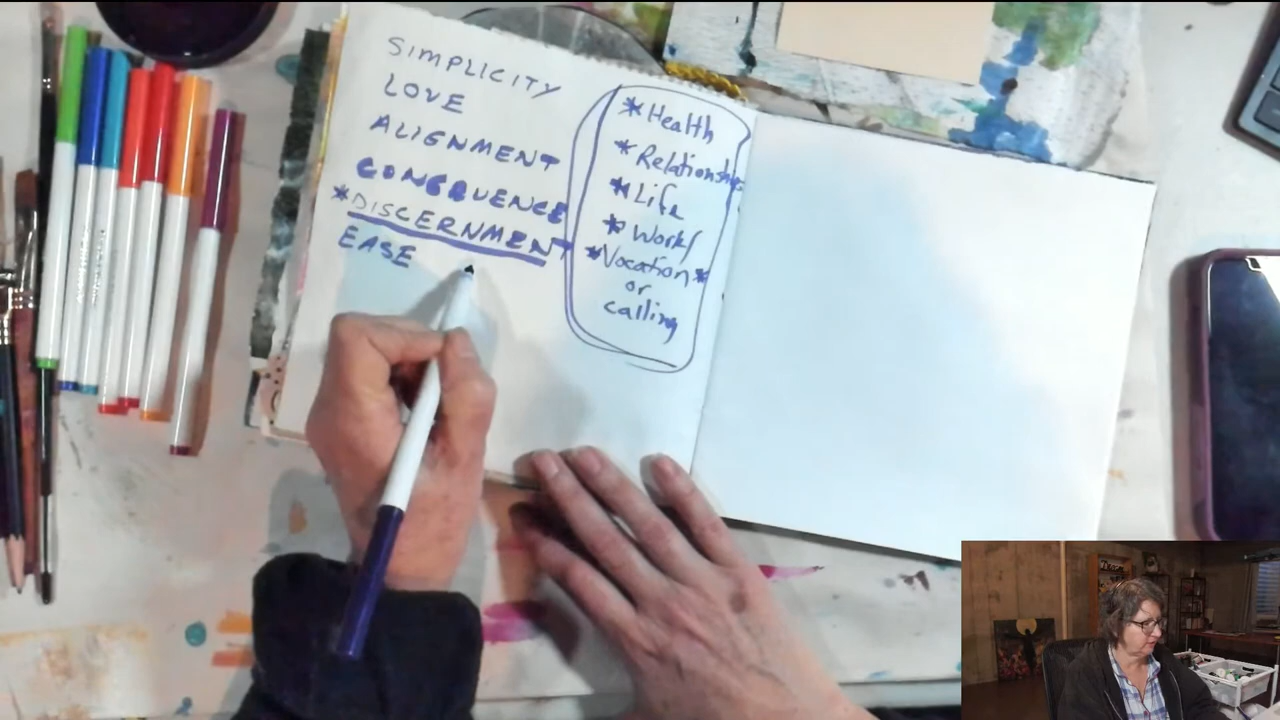 SIMPLICITY
LOVE
ALIGNMENT
CONGRUENCE
*DISCERNMENT
EASE
*Health
*Relationships
*Life
*Work/
*Vocation*
or
calling